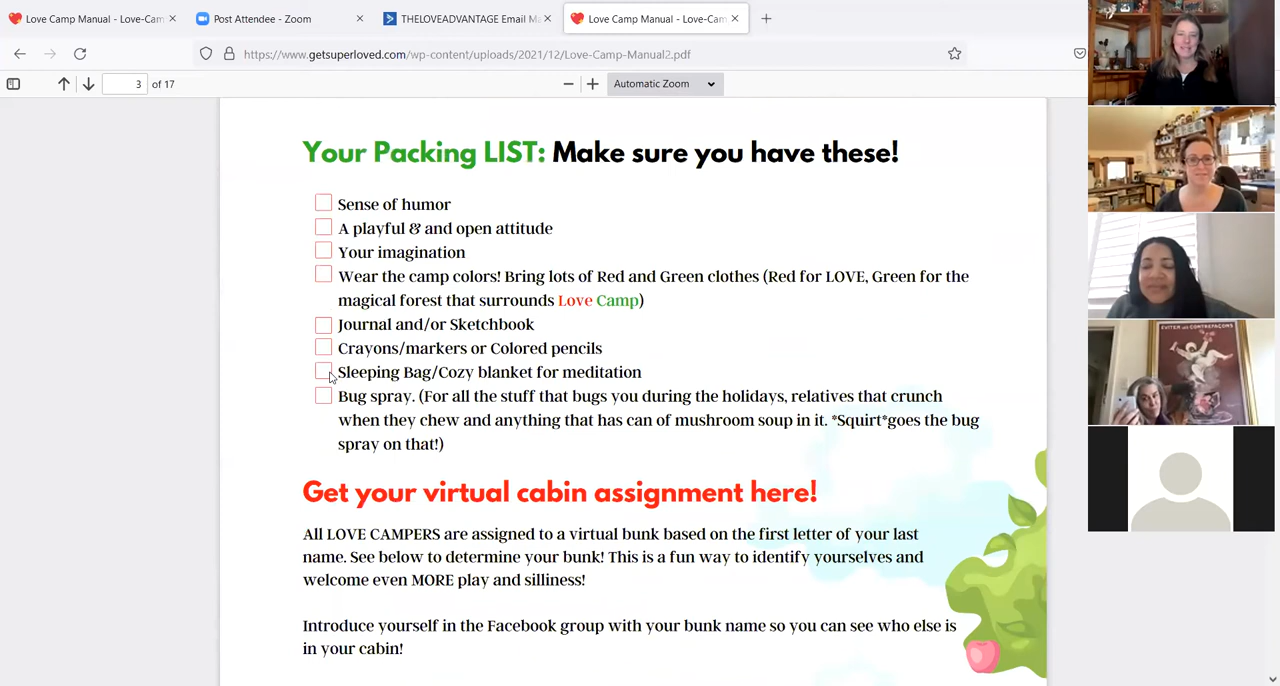 Love Camp Manual - Love-Cam
Post Attendee - Zoom
THELOVEADVANTAGE Email Ma
Love Camp Manual - Love-Cam
https://www.getsuperloved.com/wp-content/uploads/2021/12/Love-Camp-Manual2.pdf
3 of 17
Automatic Zoom
Your Packing LIST: Make sure you have these!
Sense of humor
A playful & and open attitude
Your imagination
Wear the camp colors! Bring lots of Red and Green clothes (Red for LOVE, Green for the
magical forest that surrounds Love Camp)
Journal and/or Sketchbook
Crayons/markers or Colored pencils
Sleeping Bag/Cozy blanket for meditation
Bug spray. (For all the stuff that bugs you during the holidays, relatives that crunch
when they chew and anything that has can of mushroom soup in it. *Squirt*goes the bug
spray on that!)
Get your virtual cabin assignment here!
All LOVE CAMPERS are assigned to a virtual bunk based on the first letter of your last
name. See below to determine your bunk! This is a fun way to identify yourselves and
welcome even MORE play and silliness!
Introduce yourself in the Facebook group with your bunk name so you can see who else is
in your cabin!
EVITER les CONTREFAÇONS